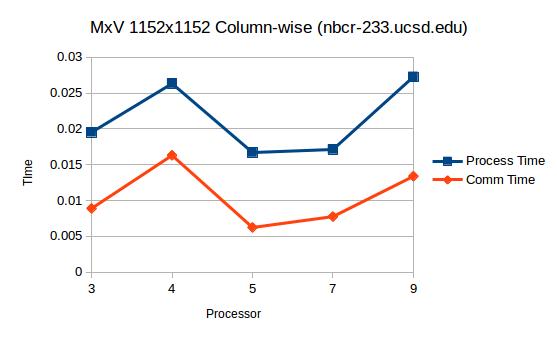 MxV 1152x1152 Column-wise (nbcr-233.ucsd.edu)
0.03
0.025
0.02
0.015
0.01
0.005
0
Time
3 4 5 7 9
Processor
Process Time
Comm Time